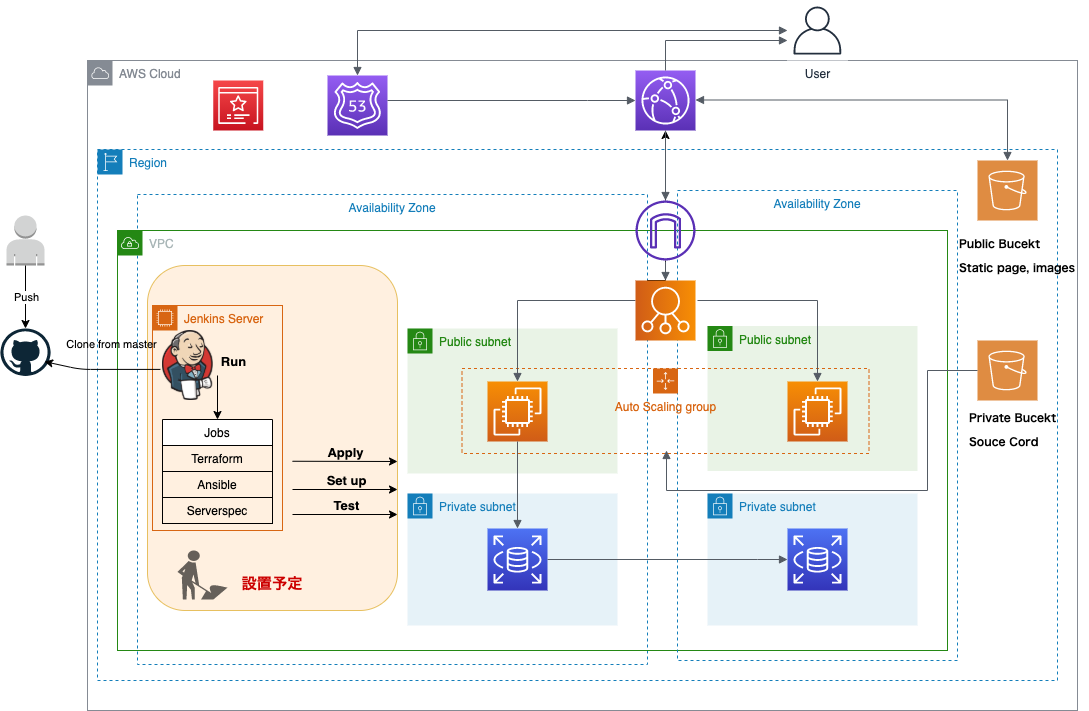 User
AWS Cloud
53
Region
Availability Zone
Availability Zone
VPC
Public Bucekt
Static page, images
Push
Clone from master
Jenkins Server
Run
Jobs
Terraform
Ansible
Serverspec
Apply
Set up
Test
設置予定
Public subnet
Public subnet
Auto Scaling group
Private Bucekt
Souce Cord
Private subnet
Private subnet